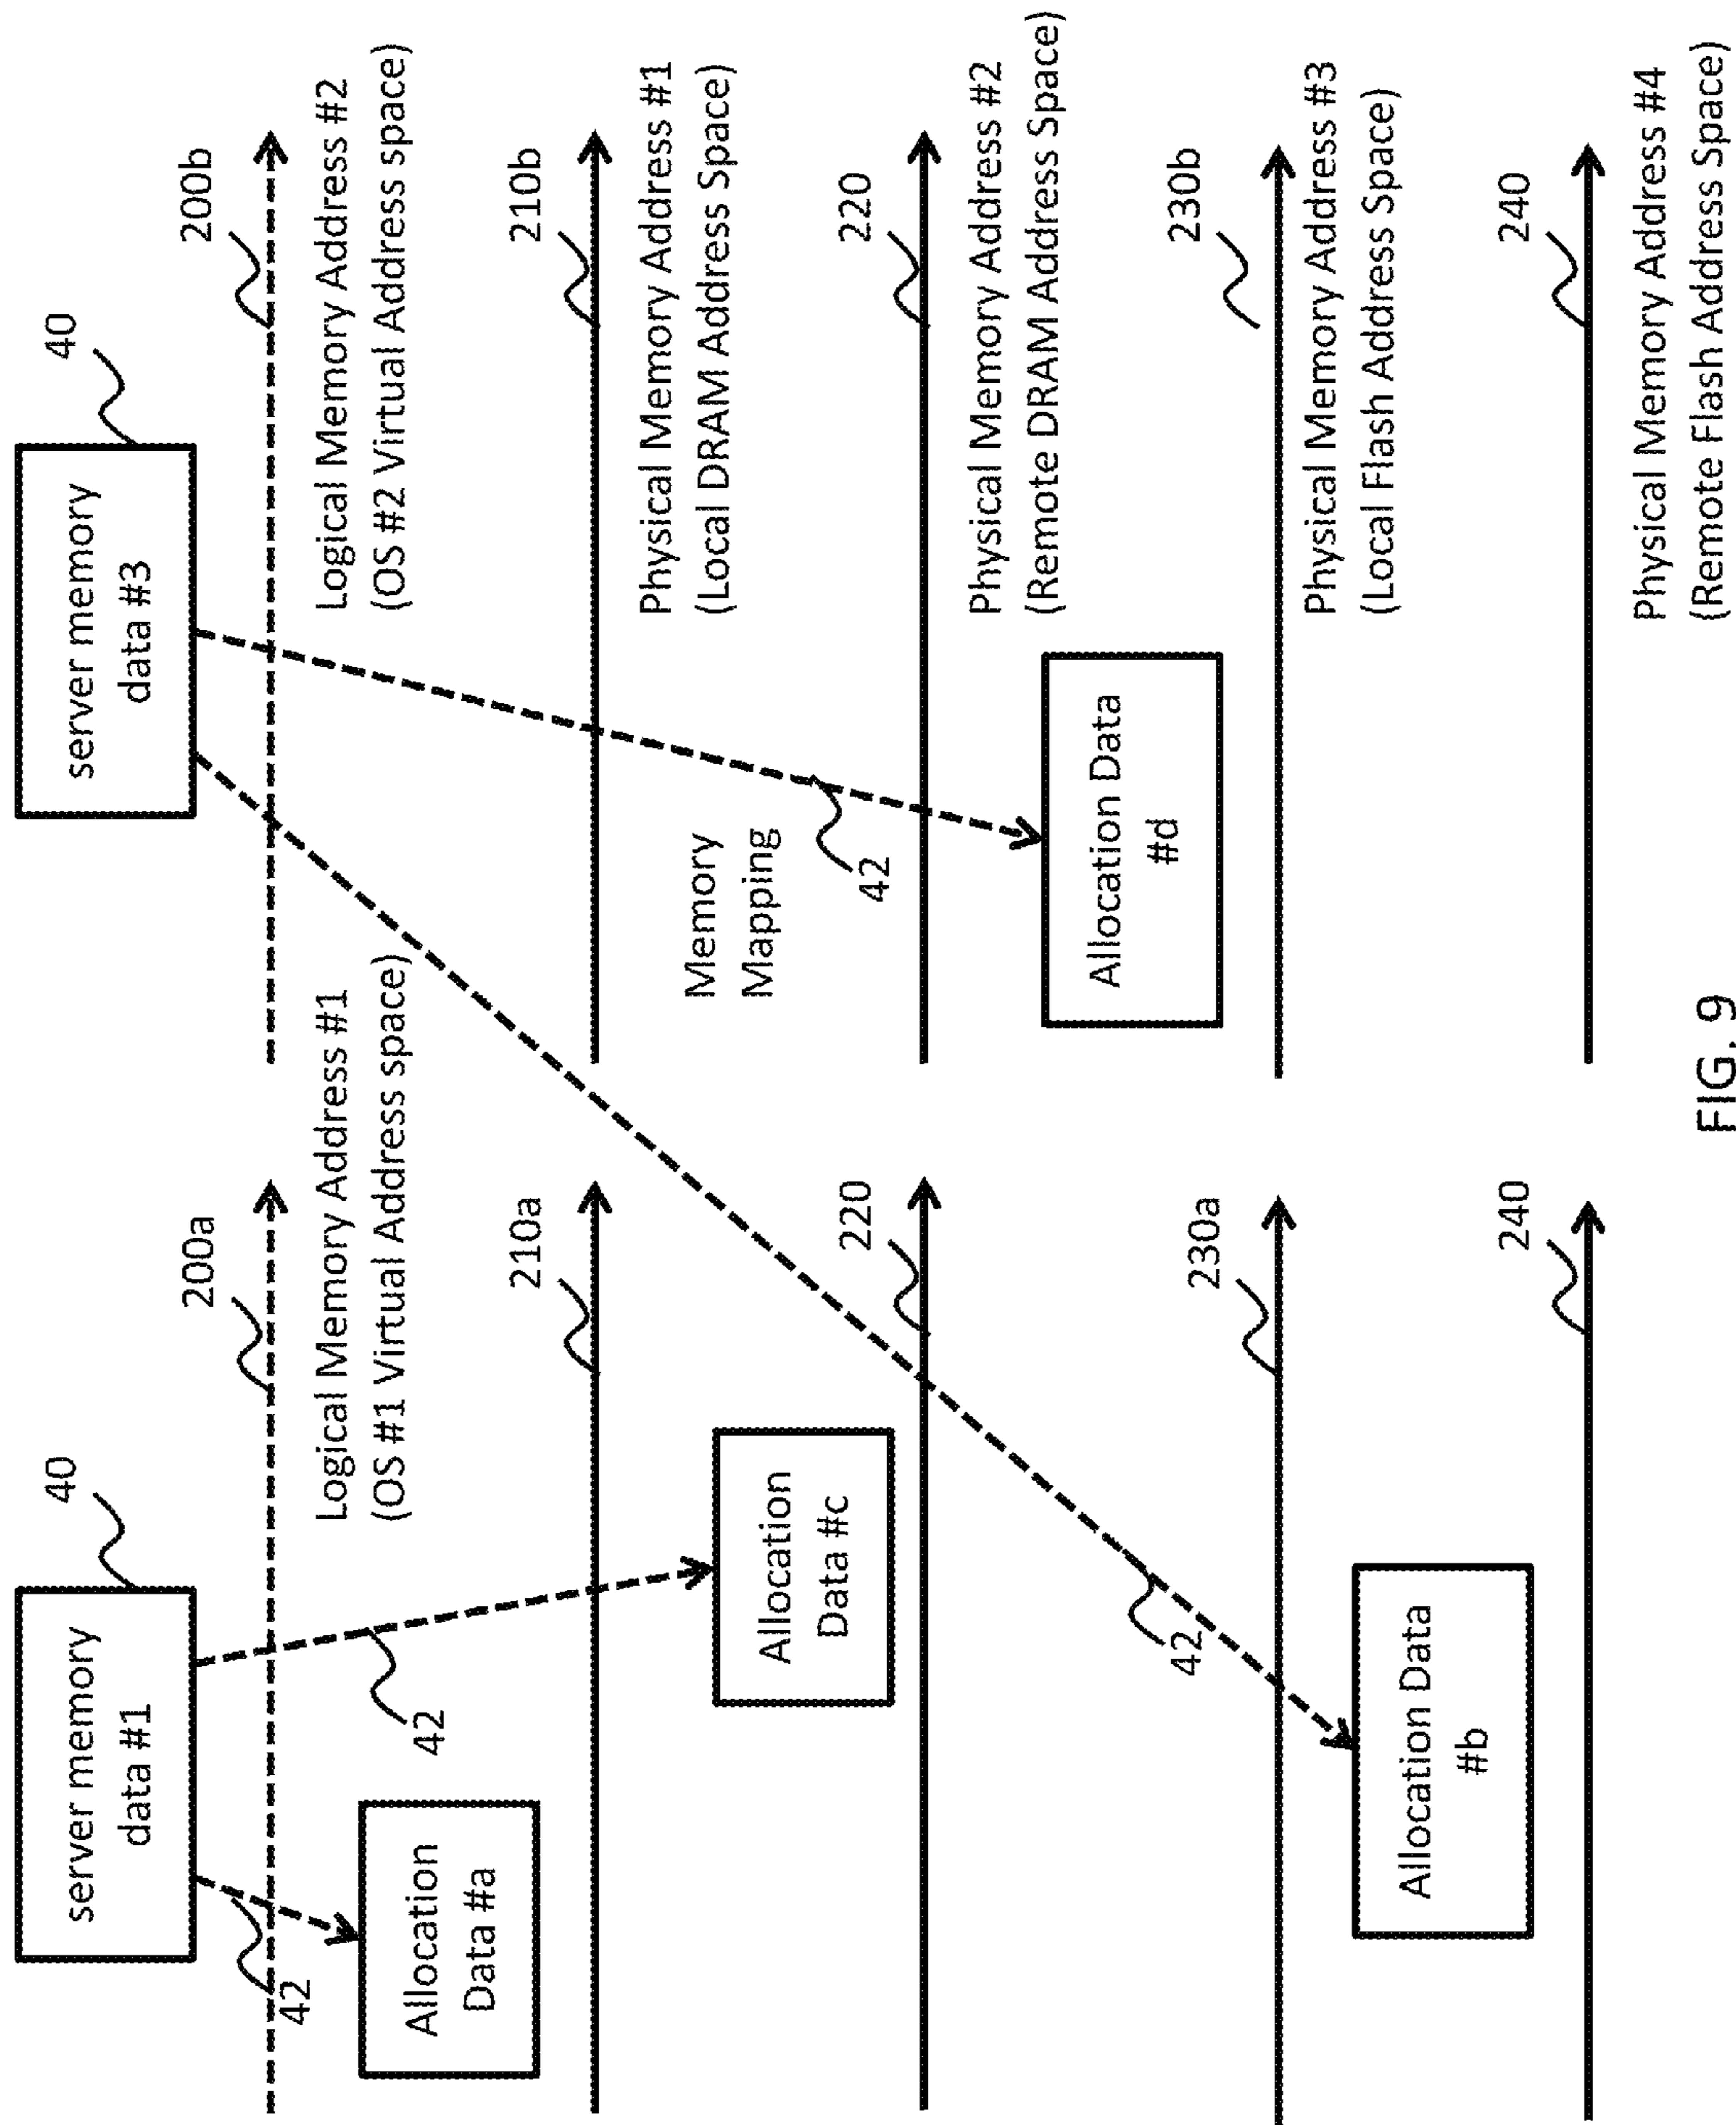 server memory
data #1
40
server memory
data #3
40
42
200a
200b
Allocation
Data #a
42
Logical Memory Address #1
(OS #1 Virtual Address space)
Logical Memory Address #2
(OS #2 Virtual Address space)
210a
210b
Allocation
Data #c
Memory
Mapping
Physical Memory Address #1
(Local DRAM Address Space)
42
220
220
Allocation Data
#d
Physical Memory Address #2
(Remote DRAM Address Space)
42
230a
230b
Allocation Data
#b
Physical Memory Address #3
(Local Flash Address Space)
240
240
Physical Memory Address #4
(Remote Flash Address Space)
FIG. 9